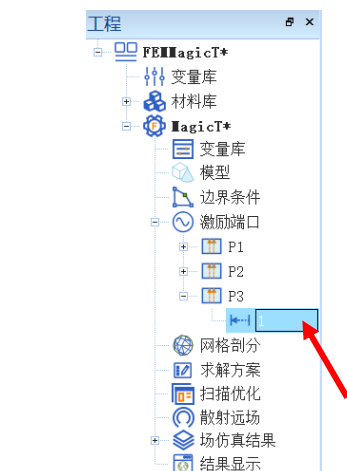 工程
FEMMagicT*
变量库
材料库
MagicT*
变量库
模型
边界条件
激励端口
P1
P2
P3
1
网格剖分
求解方案
扫描优化
散射远场
场仿真结果
结果显示